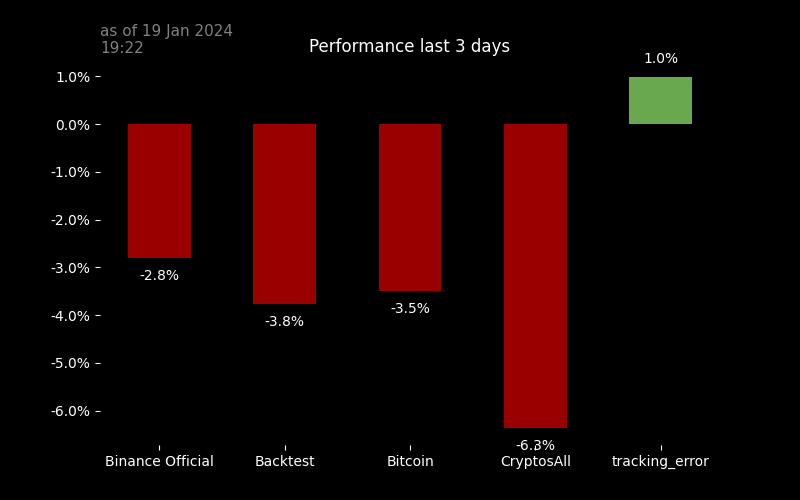 as of 19 Jan 2024
19:22
Performance last 3 days
1.0%
1.0%
0.0%
-1.0%
-2.0%
-3.0%
-4.0%
-5.0%
-6.0%
-2.8%
-3.8%
-3.5%
-6.3%
Binance Official
Backtest
Bitcoin
CryptosAll
tracking_error